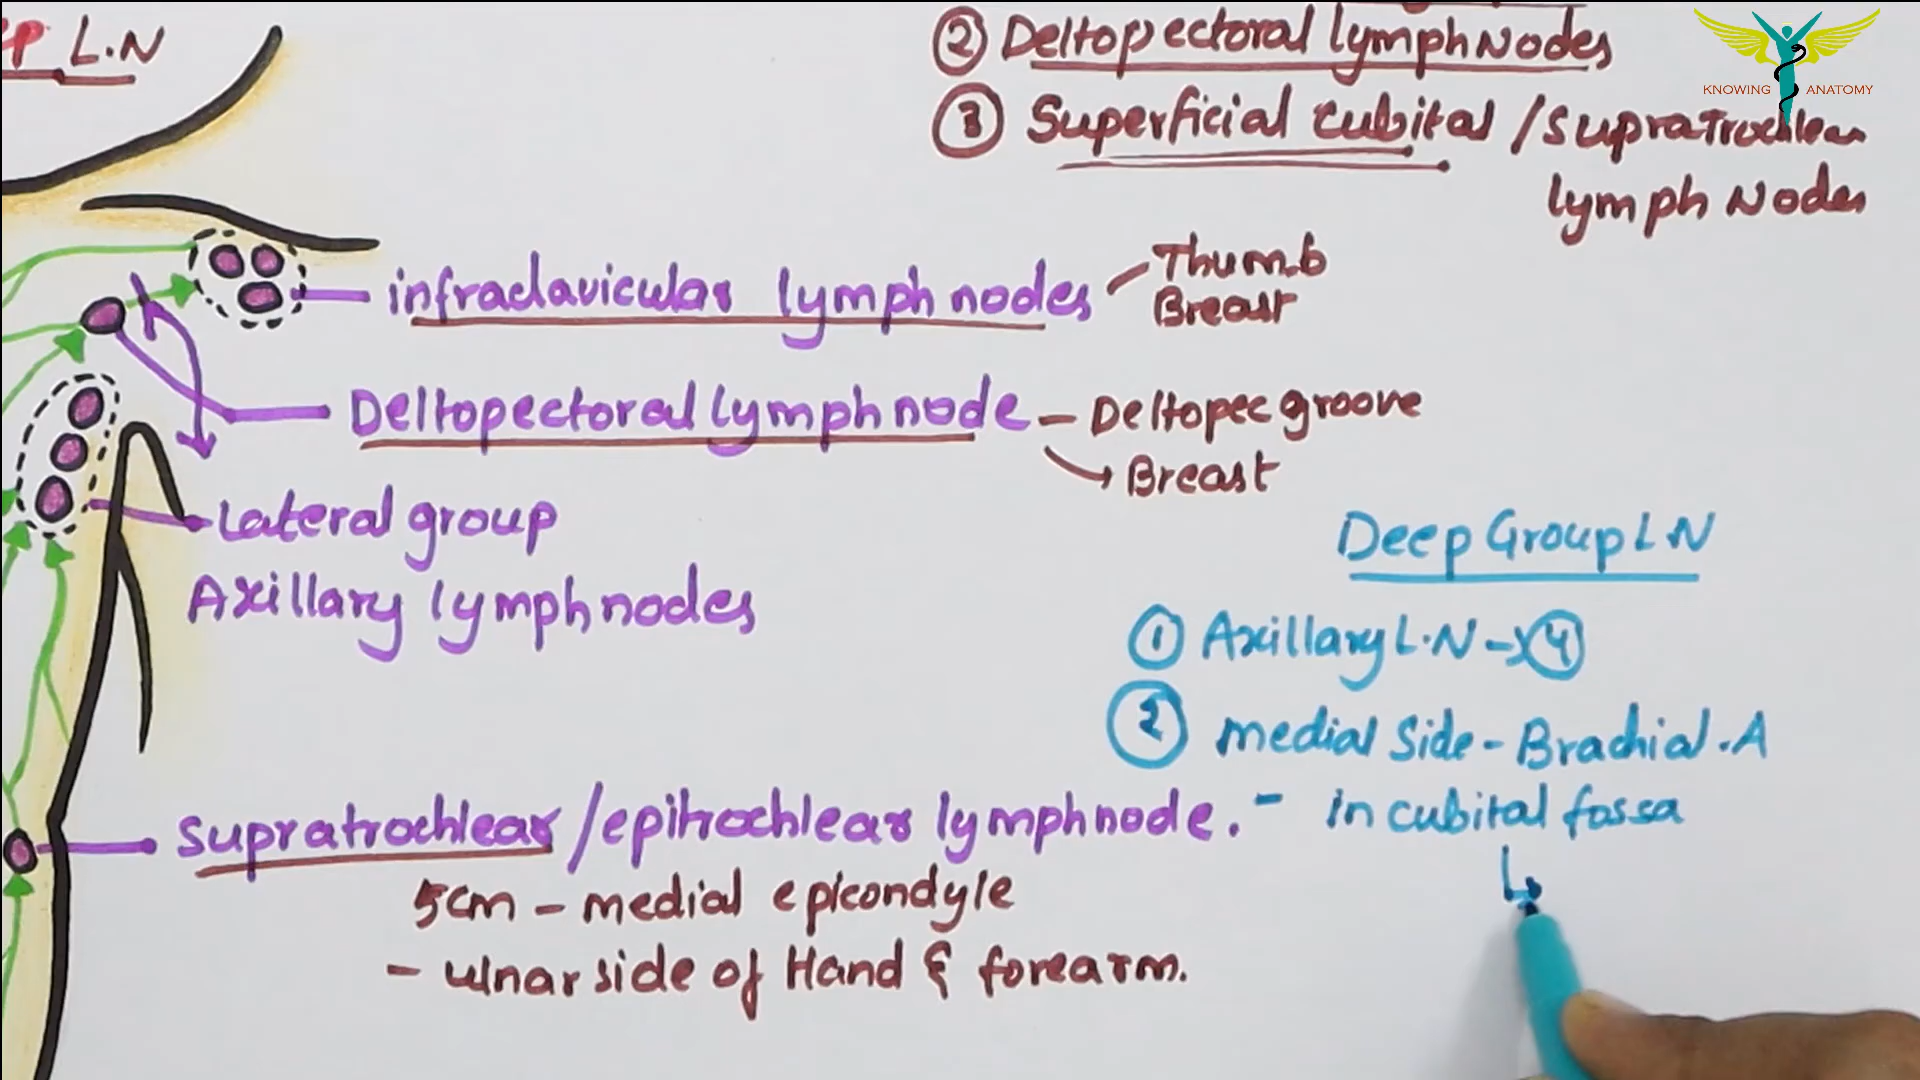 L.N
② Deltopectoral lymph Nodes
③ Superficial cubital / Supratrochlear
lymph Nodes
KNOWING ANATOMY
infraclavicular lymph nodes
Thumb
Breast
Deltopectoral lymph node - Deltopec groove
→ Breast
Lateral group
Axillary lymph nodes
Deep Group L.N
① Axillary L.N → ④
② medial side - Brachial.A
- in cubital fossa
supratrochlear / epitrochlear lymph node.
5cm - medial epicondyle
- ulnar side of Hand & forearm.